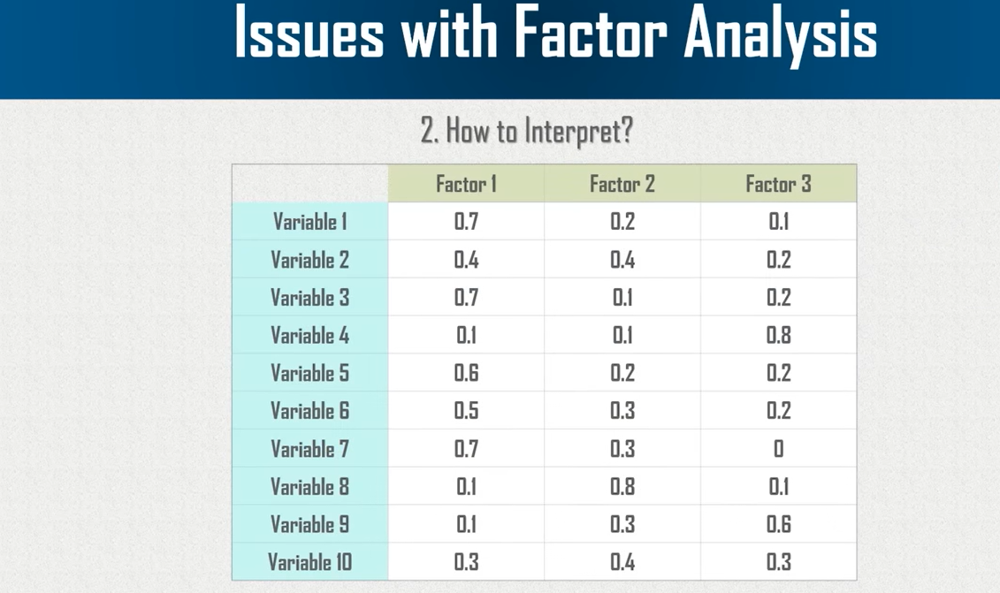 Issues with Factor Analysis
2. How to Interpret?
Factor 1 Factor 2 Factor 3
Variable 1 0.7 0.2 0.1
Variable 2 0.4 0.4 0.2
Variable 3 0.7 0.1 0.2
Variable 4 0.1 0.1 0.8
Variable 5 0.6 0.2 0.2
Variable 6 0.5 0.3 0.2
Variable 7 0.7 0.3 0
Variable 8 0.1 0.8 0.1
Variable 9 0.1 0.3 0.6
Variable 10 0.3 0.4 0.3